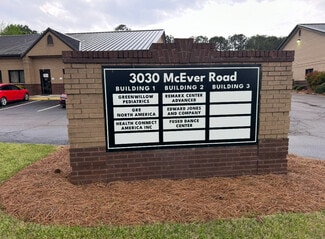 3030 McEver Road
BUILDING 1 BUILDING 2 BUILDING 3
GREENWILLOW
PEDIATRICS
REMAXX CENTER
ADVANCED
GRE
NORTH AMERICA
EDWARD JONES
AND COMPANY
HEALTH CONNECT
AMERICA INC
FUSED DANCE
CENTER